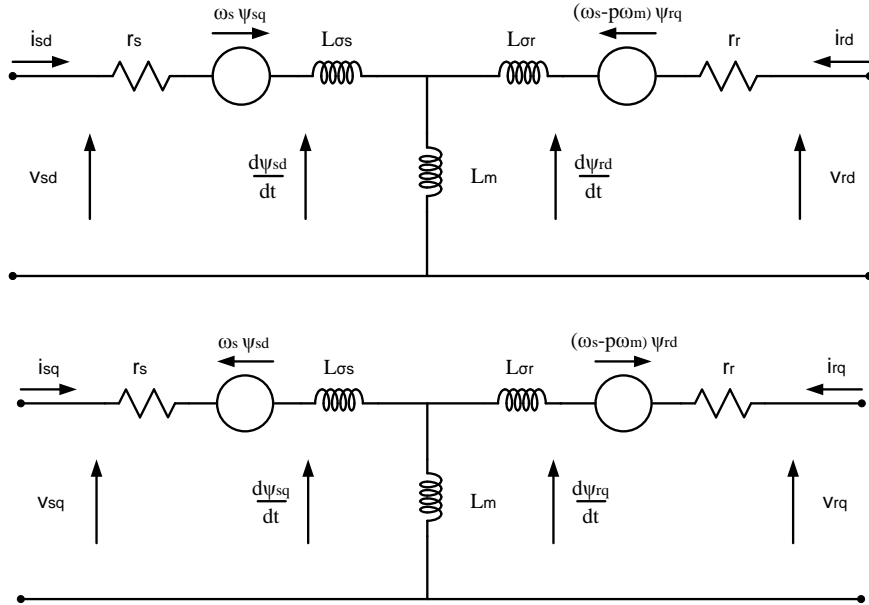 ωs ψsq
(ωs-pωm) ψrq
isd
rs
Lσs
Lσr
rr
ird
vsd
dψsd
dt
Lm
dψrd
dt
vrd
ωs ψsd
(ωs-pωm) ψrd
isq
rs
Lσs
Lσr
rr
irq
vsq
dψsq
dt
Lm
dψrq
dt
vrq